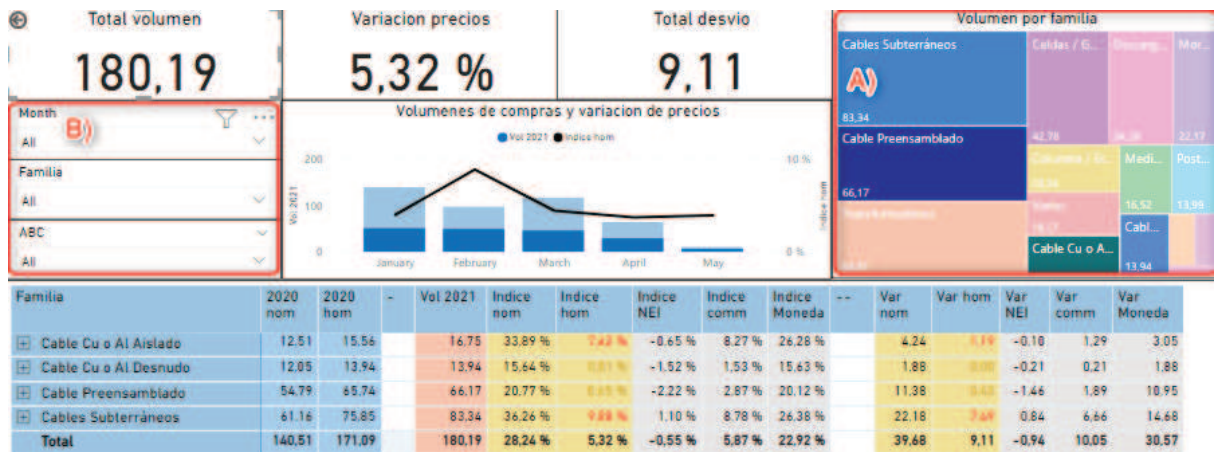 Total volumen
180,19
Variacion precios
5,32 %
Total desvio
9,11
Volumen por familia
Month
B)
All
Familia
All
ABC
All
Volumenes de compras y variacion de precios
Vol 2021 Indice hom
Vol 2021
200
100
0
January February March April May
10 %
0 %
Indice hom
Cables Subterráneos
A)
83,34
Cable Preensamblado
66,17
Celdas / G...
42,78
Descarg...
Mor...
22,17
Medi...
16,52
Post...
13,98
Cabl...
13,94
Cable Cu o A...
Familia 2020 nom 2020 hom - Vol 2021 Indice nom Indice hom Indice NEI Indice comm Indice Moneda -- Var nom Var hom Var NEI Var comm Var Moneda
Cable Cu o Al Aislado 12,51 15,56 16,75 33,89 % -0,65 % 8,27 % 26,28 % 4,24 -0,10 1,29 3,05
Cable Cu o Al Desnudo 12,05 13,94 13,94 15,64 % -1,52 % 1,53 % 15,63 % 1,88 -0,21 0,21 1,88
Cable Preensamblado 54,79 65,74 66,17 20,77 % -2,22 % 2,87 % 20,12 % 11,38 -1,46 1,89 10,95
Cables Subterráneos 61,16 75,85 83,34 36,26 % 9,88 % 1,10 % 8,78 % 26,38 % 22,18 7,49 0,84 6,66 14,68
Total 140,51 171,09 180,19 28,24 % 5,32 % -0,55 % 5,87 % 22,92 % 39,68 9,11 -0,94 10,05 30,57